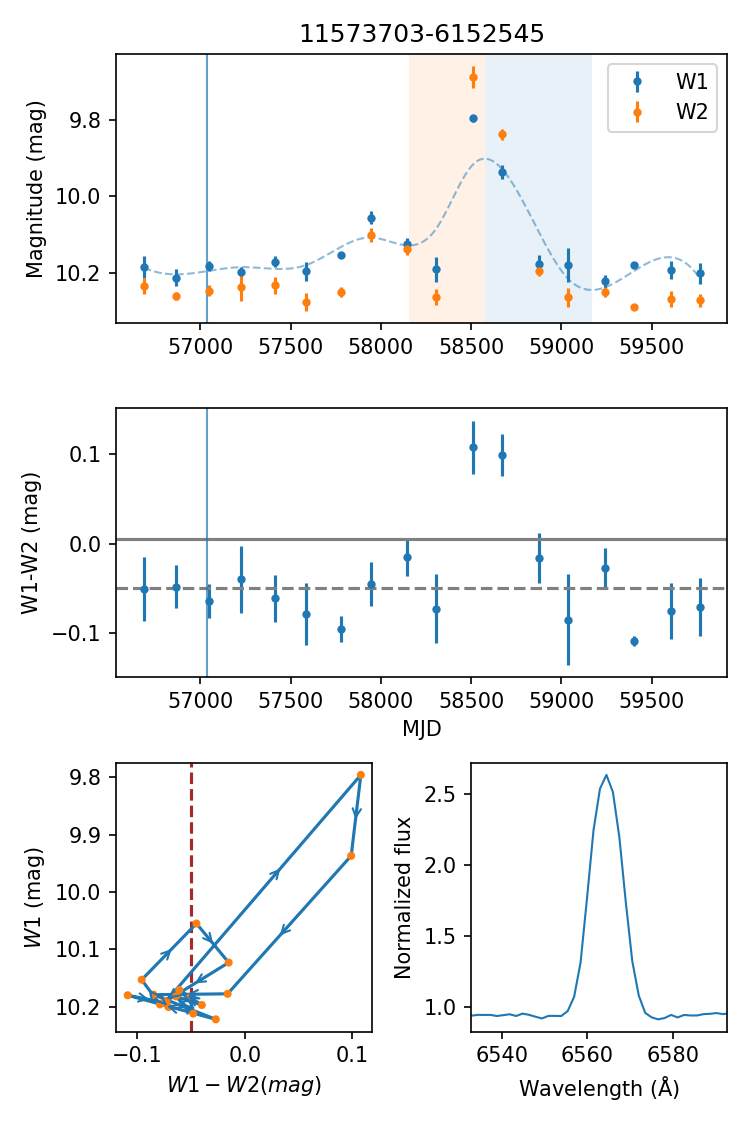 11573703-6152545
W1
W2
Magnitude (mag)
9.8
10.0
10.2
57000 57500 58000 58500 59000 59500
W1-W2 (mag)
0.1
0.0
−0.1
57000 57500 58000 58500 59000 59500
MJD
W1 (mag)
9.8
9.9
10.0
10.1
10.2
−0.1 0.0 0.1
W1 − W2(mag)
Normalized flux
2.5
2.0
1.5
1.0
6540 6560 6580
Wavelength (Å)